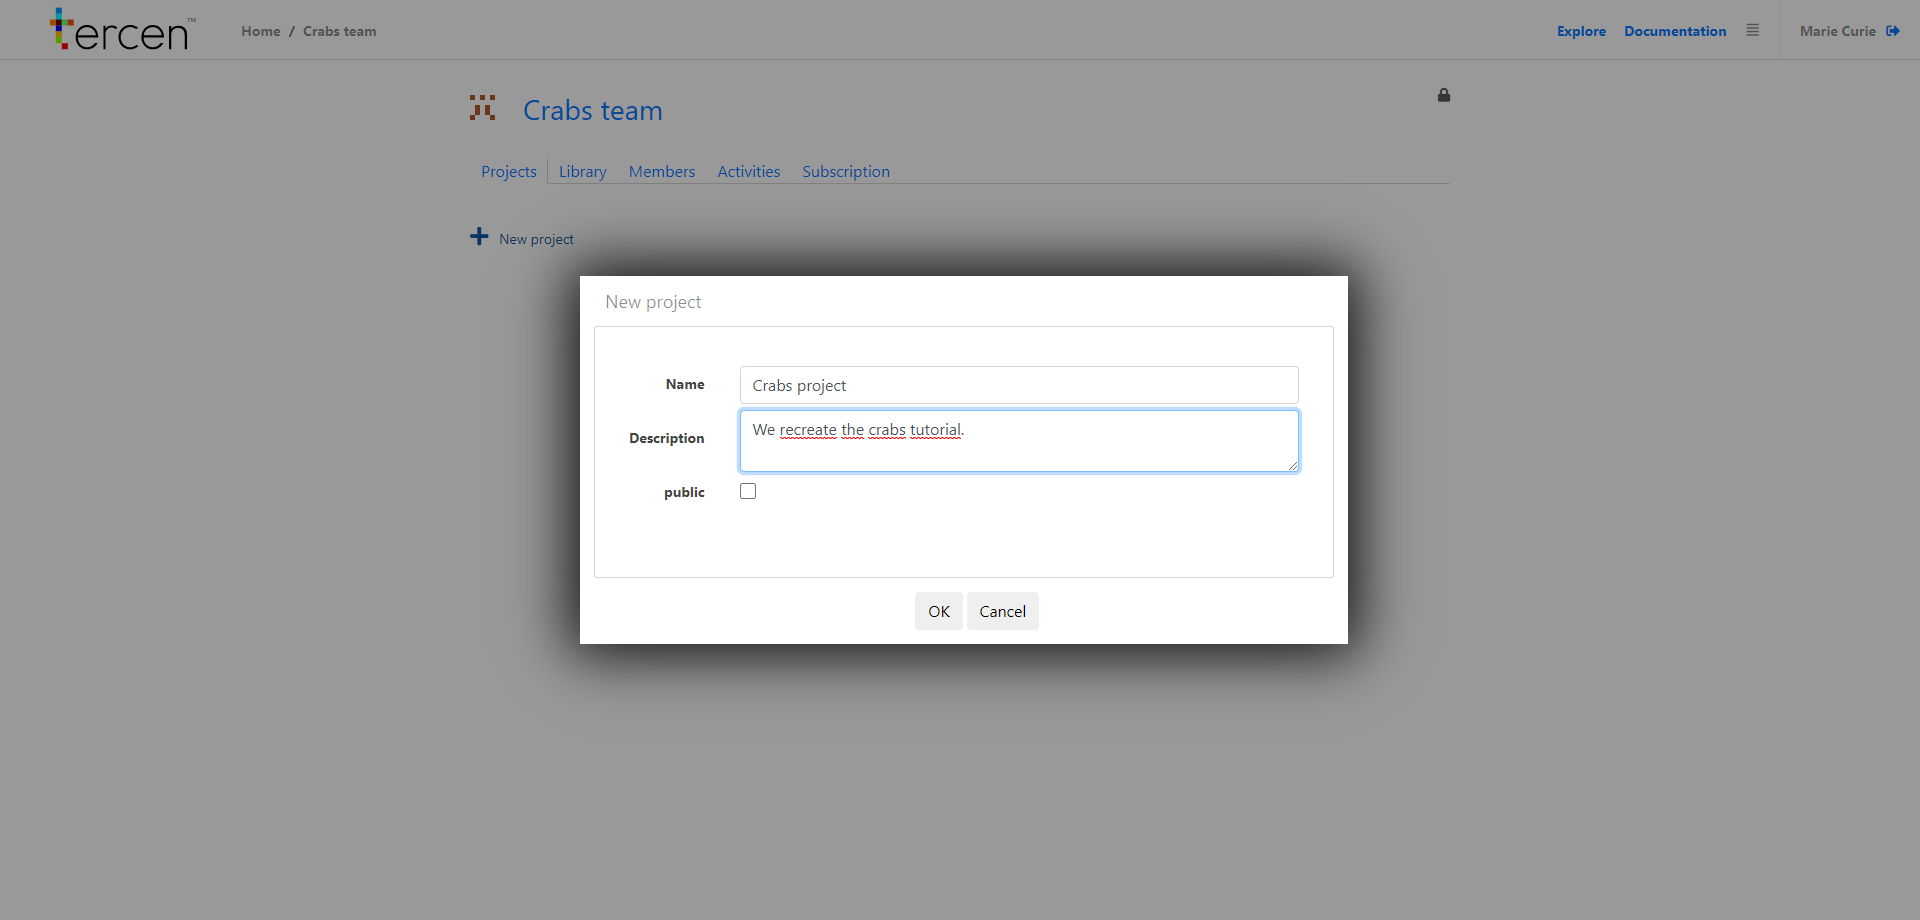 tercen™
Home / Crabs team
Explore Documentation
Marie Curie
Crabs team
Projects Library Members Activities Subscription
New project
New project
Name
Crabs project
Description
We recreate the crabs tutorial.
public
OK Cancel